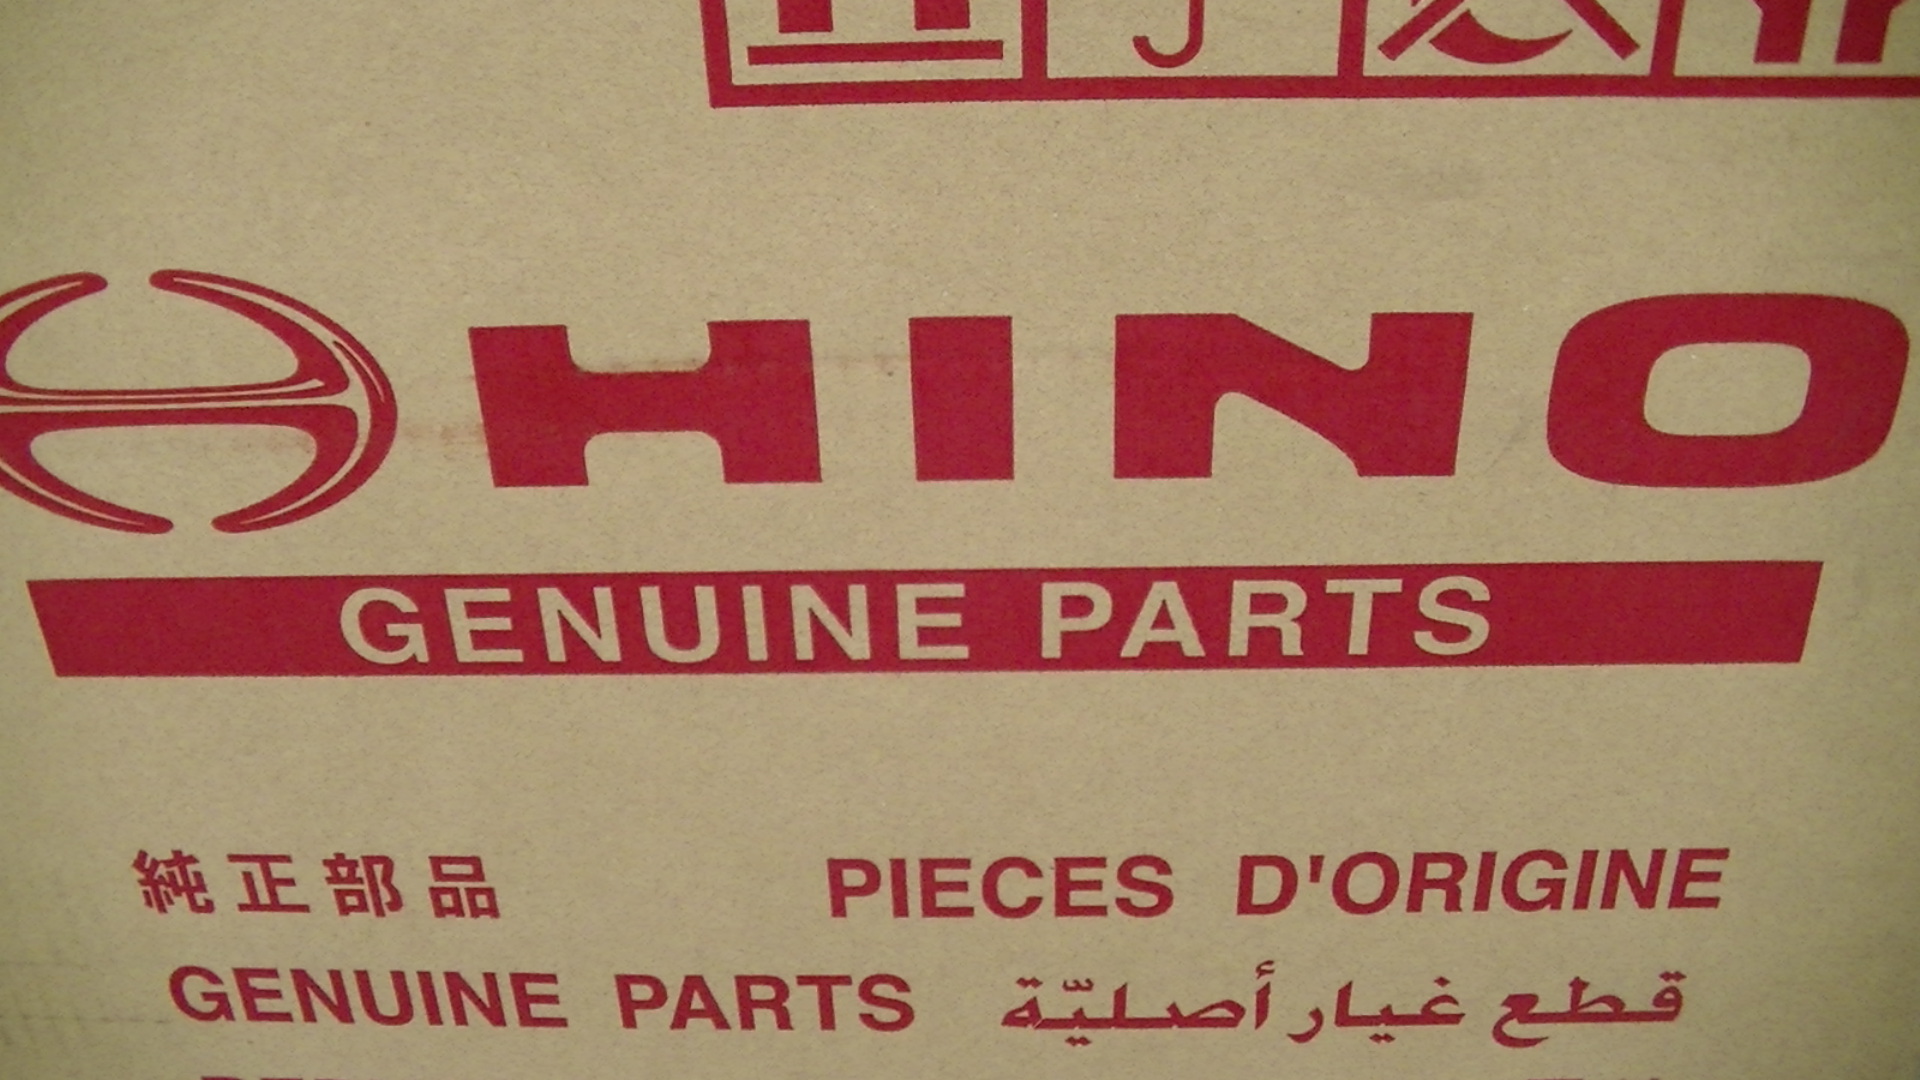 HINO
GENUINE PARTS
純正部品 PIECES D'ORIGINE
GENUINE PARTS قطع غيار أصليّة